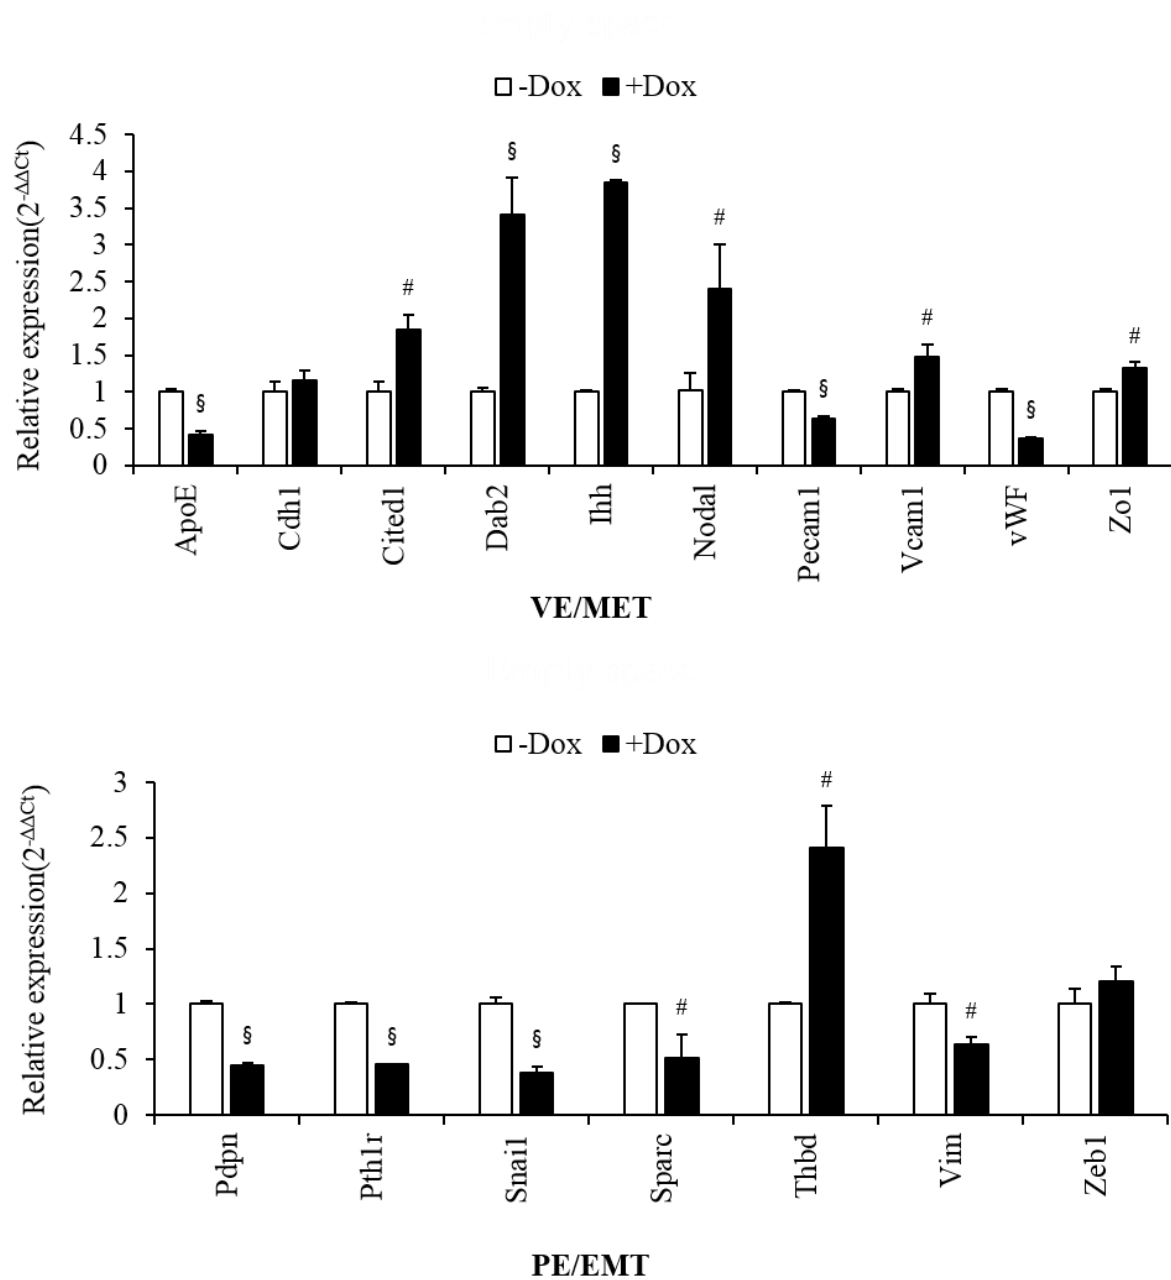 -Dox +Dox
Relative expression(2-ΔΔCt)
4.5
4
3.5
3
2.5
2
1.5
1
0.5
0
§ # § § # § # § #
ApoE Cdh1 Cited1 Dab2 Ihh Nodal Pecam1 Vcam1 vWF Zo1
VE/MET
-Dox +Dox
Relative expression(2-ΔΔCt)
3
2.5
2
1.5
1
0.5
0
§ § § # # #
Pdpn Pth1r Snai1 Sparc Thbd Vim Zeb1
PE/EMT